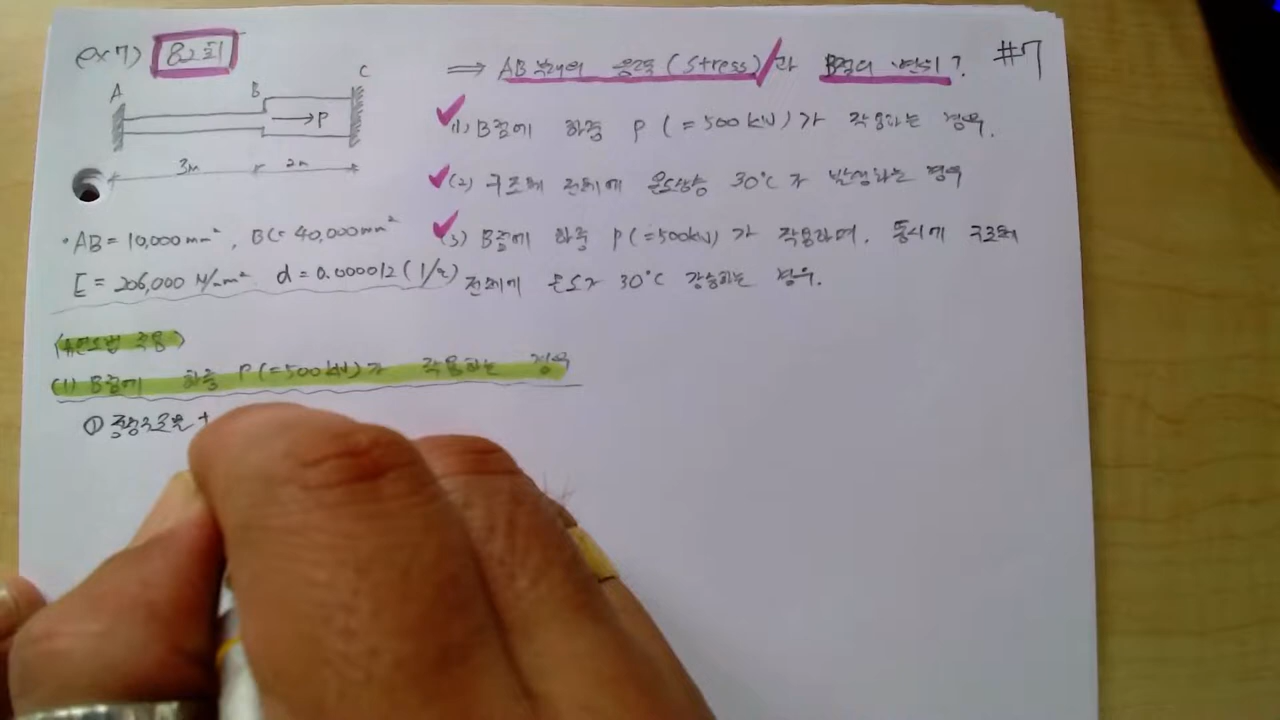 ex7) 82회
#7
⇒ AB부재의 응력 (stress)과 B점의 변위?
A B C
→P
3m 2m
(1) B점에 하중 P (=500kN)가 작용하는 경우.
(2) 구조체 전체에 온도상승 30°C가 발생하는 경우
(3) B점에 하중 P(=500kN)가 작용하며, 동시에 구조체
전체에 온도가 30°C 강승하는 경우.
· AB = 10,000mm², BC= 40,000mm²
E = 206,000 N/mm² α = 0.000012 (1/℃)
(1) B점에 하중 P(=500kN)가 작용하는 경우
①